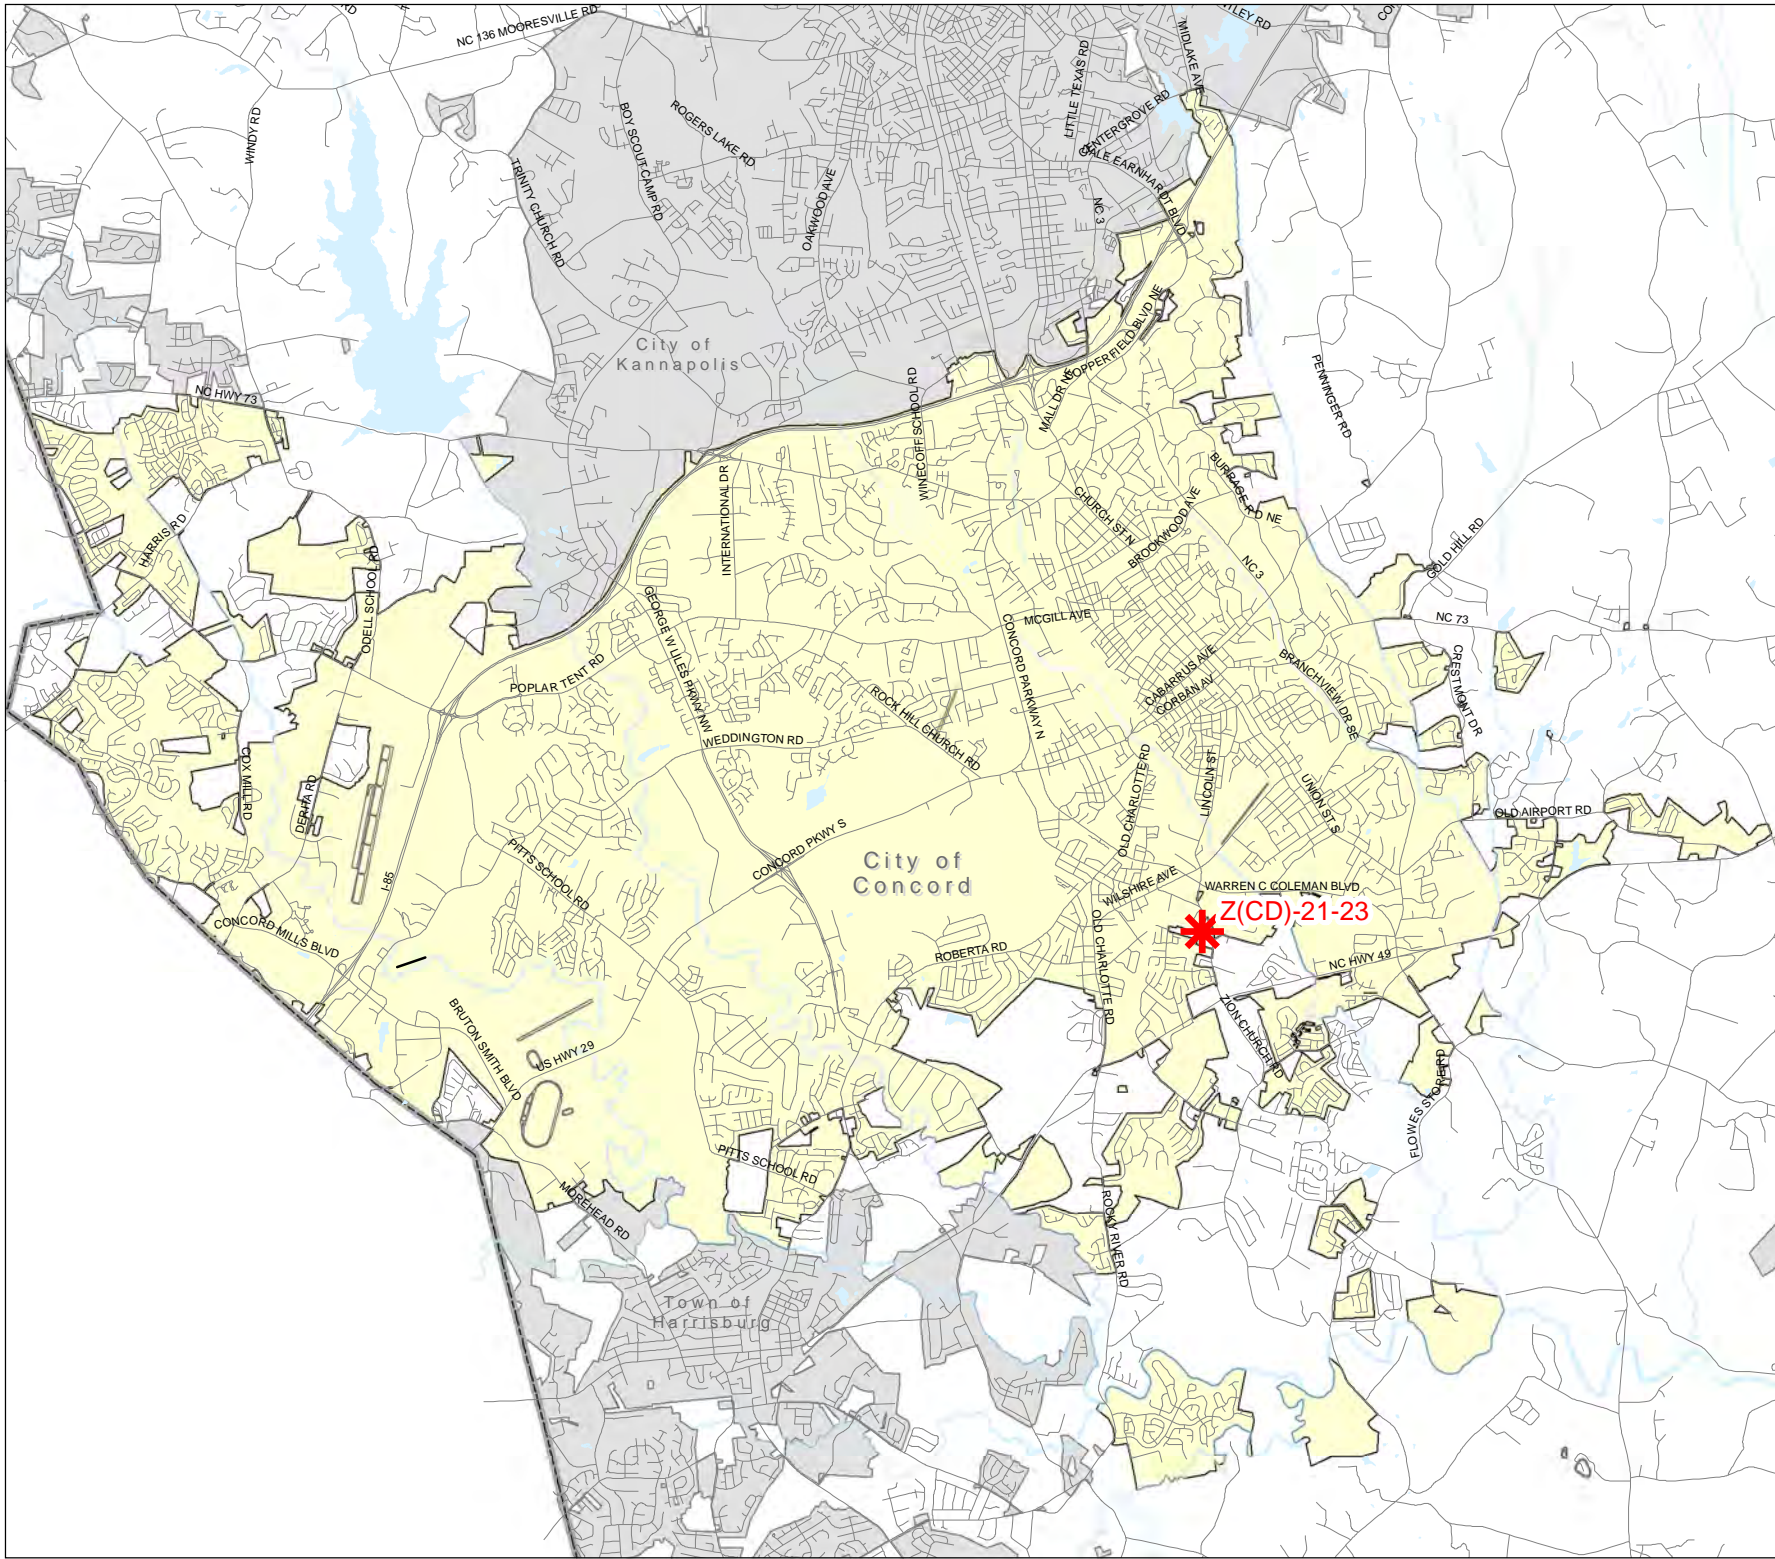 NC 136 MOORESVILLE RD
RD
TLEY RD
CO
MIDLAKE AVE
LITTLE TEXAS RD
CENTERGROVE RD
DALE EARNHARDT BLVD
NC 3
WINDY RD
TRINITY CHURCH RD
BOY SCOUT CAMP RD
ROGERS LAKE RD
OAKWOOD AVE
City of
Kannapolis
NC HWY 73
COPPERFIELD BLVD NE
MALL DR NE
PENNINGER RD
WINECOFF SCHOOL RD
INTERNATIONAL DR
BURRAGE RD NE
CHURCH ST N
BROOKWOOD AVE
HARRIS RD
ODELL SCHOOL RD
GOLD HILL RD
NC 3
NC 73
GEORGE W LILES PKWY NW
MCGILL AVE
CONCORD PARKWAY N
POPLAR TENT RD
ROCK HILL CHURCH RD
CABARRUS AVE
CORBAN AV
BRANCHVIEW DR SE
CRESTMONT DR
WEDDINGTON RD
COX MILL RD
DERITA RD
OLD CHARLOTTE RD
LINCOLN ST
UNION ST S
OLD AIRPORT RD
I-85
PITTS SCHOOL RD
CONCORD PKWY S
City of
Concord
WILSHIRE AVE
WARREN C COLEMAN BLVD
Z(CD)-21-23
CONCORD MILLS BLVD
ROBERTA RD
OLD CHARLOTTE RD
NC HWY 49
BRUTON SMITH BLVD
US HWY 29
ZION CHURCH RD
FLOWES STORE RD
PITTS SCHOOL RD
MOREHEAD RD
ROCKY RIVER RD
Town of
Harrisburg